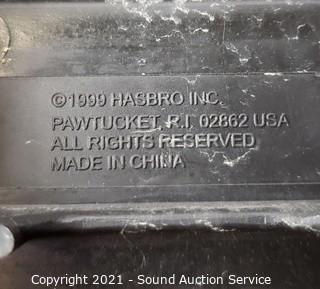 ©1999 HASBRO INC.
PAWTUCKET, R.I. 02862 USA
ALL RIGHTS RESERVED
MADE IN CHINA
Copyright 2021 - Sound Auction Service